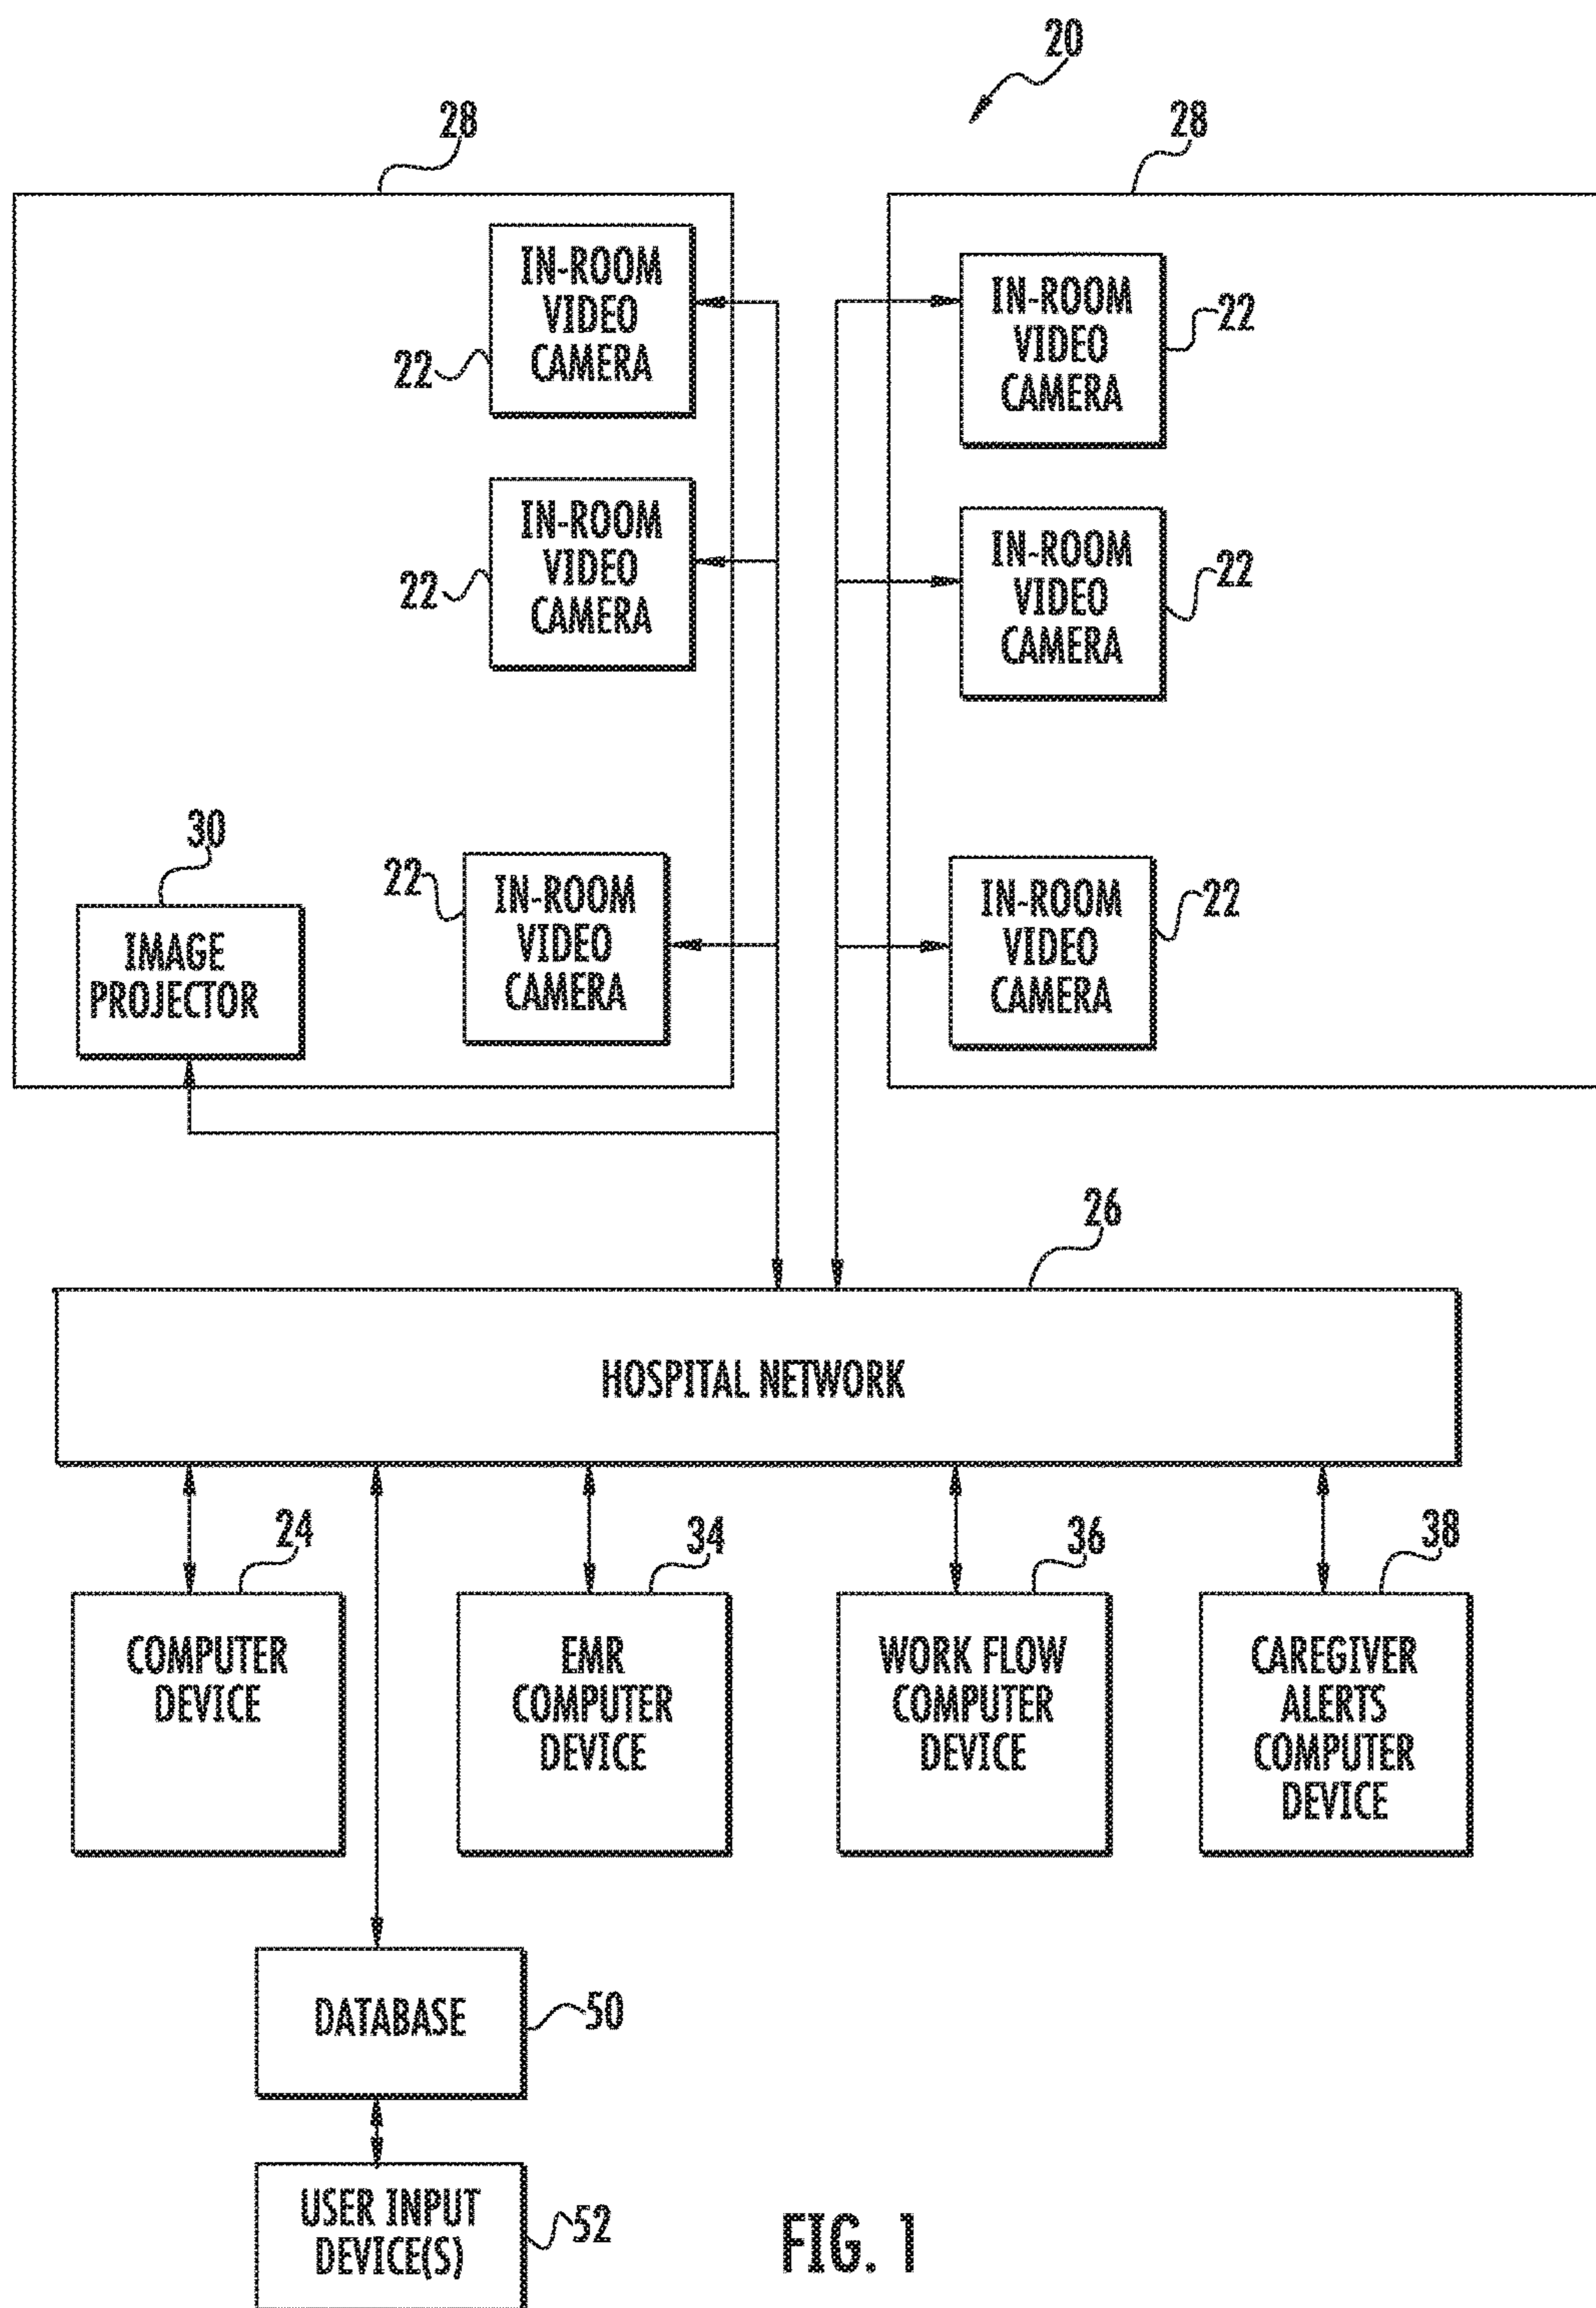 20
28
28
IN-ROOM
VIDEO
CAMERA
22
IN-ROOM
VIDEO
CAMERA
22
IN-ROOM
VIDEO
CAMERA
22
IN-ROOM
VIDEO
CAMERA
22
30
IMAGE
PROJECTOR
22
IN-ROOM
VIDEO
CAMERA
IN-ROOM
VIDEO
CAMERA
22
26
HOSPITAL NETWORK
24
34
36
38
COMPUTER
DEVICE
EMR
COMPUTER
DEVICE
WORK FLOW
COMPUTER
DEVICE
CAREGIVER
ALERTS
COMPUTER
DEVICE
DATABASE
50
USER INPUT
DEVICE(S)
52
FIG. 1